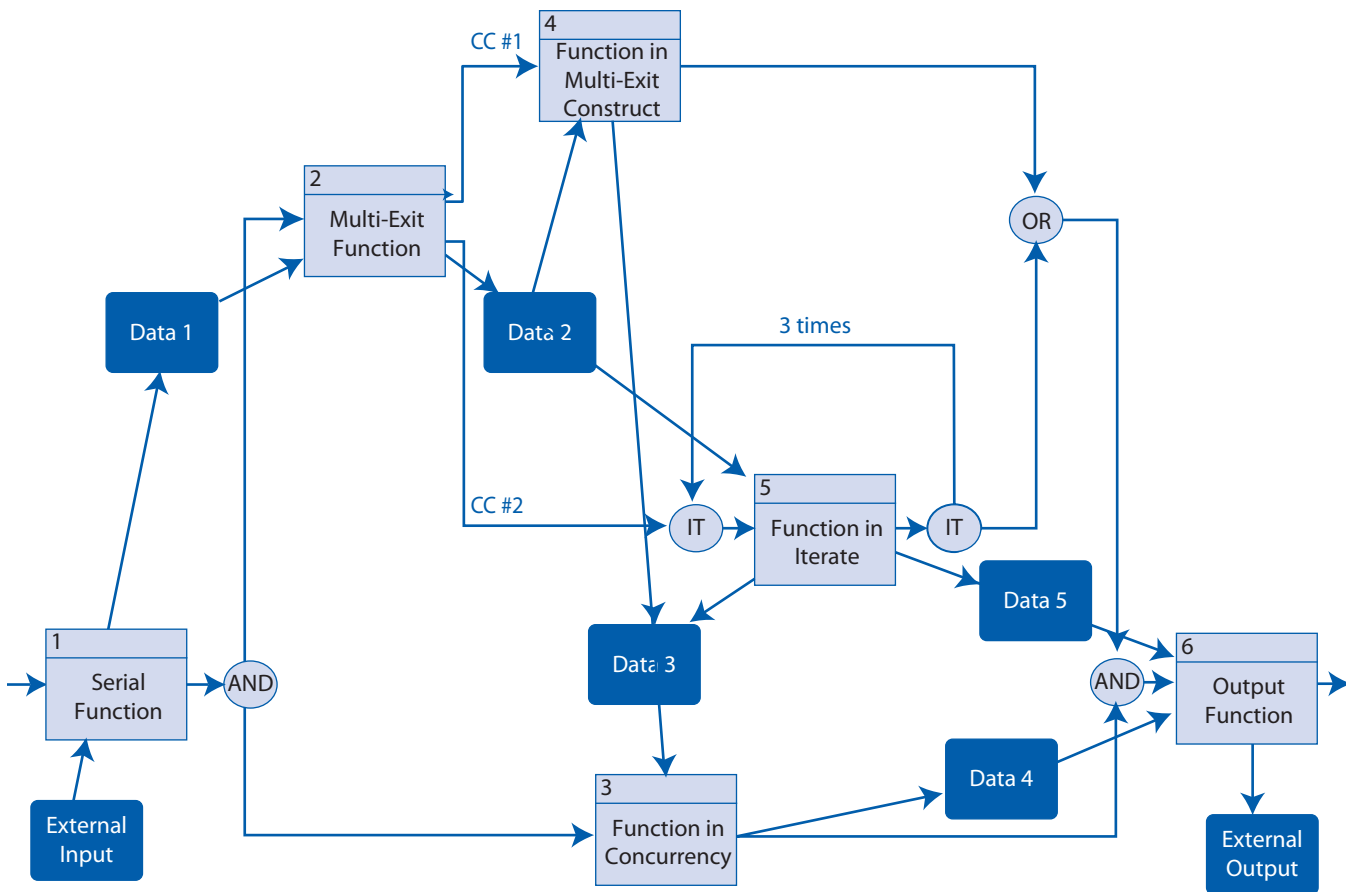 4
Function in
Multi-Exit
Construct
CC #1
2
Multi-Exit
Function
OR
Data 1
Data 2
3 times
CC #2
IT
5
Function in
Iterate
IT
Data 5
1
Serial
Function
AND
Data 3
AND
6
Output
Function
External
Input
3
Function in
Concurrency
Data 4
External
Output